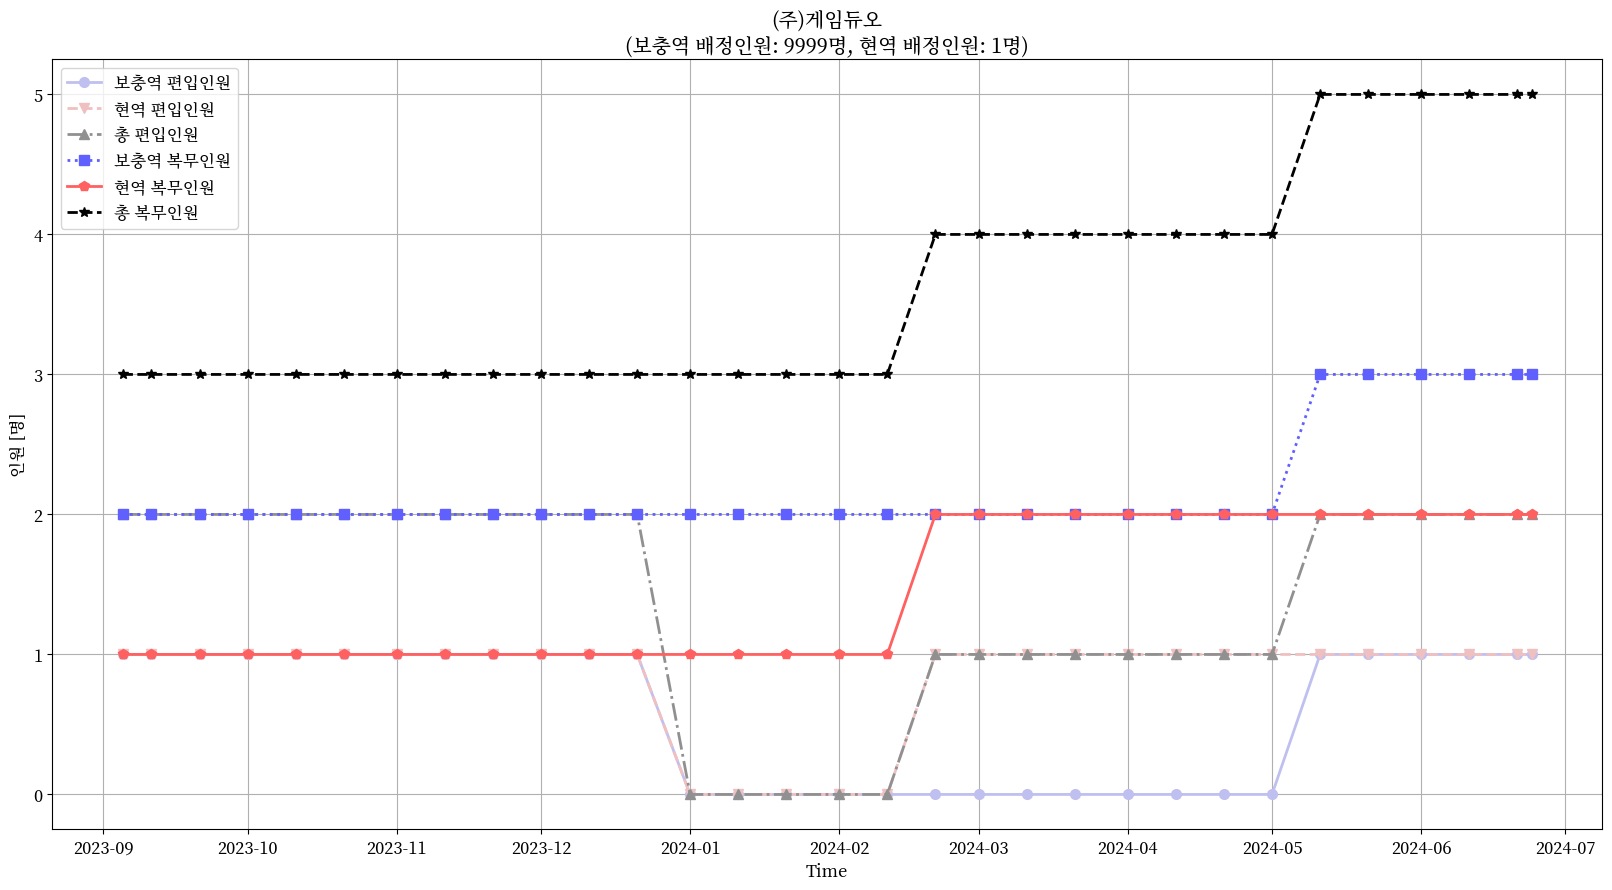 (주)게임듀오
(보충역 배정인원: 9999명, 현역 배정인원: 1명)
보충역 편입인원
현역 편입인원
총 편입인원
보충역 복무인원
현역 복무인원
총 복무인원
인원 [명]
5
4
3
2
1
0
2023-09 2023-10 2023-11 2023-12 2024-01 2024-02 2024-03 2024-04 2024-05 2024-06 2024-07
Time